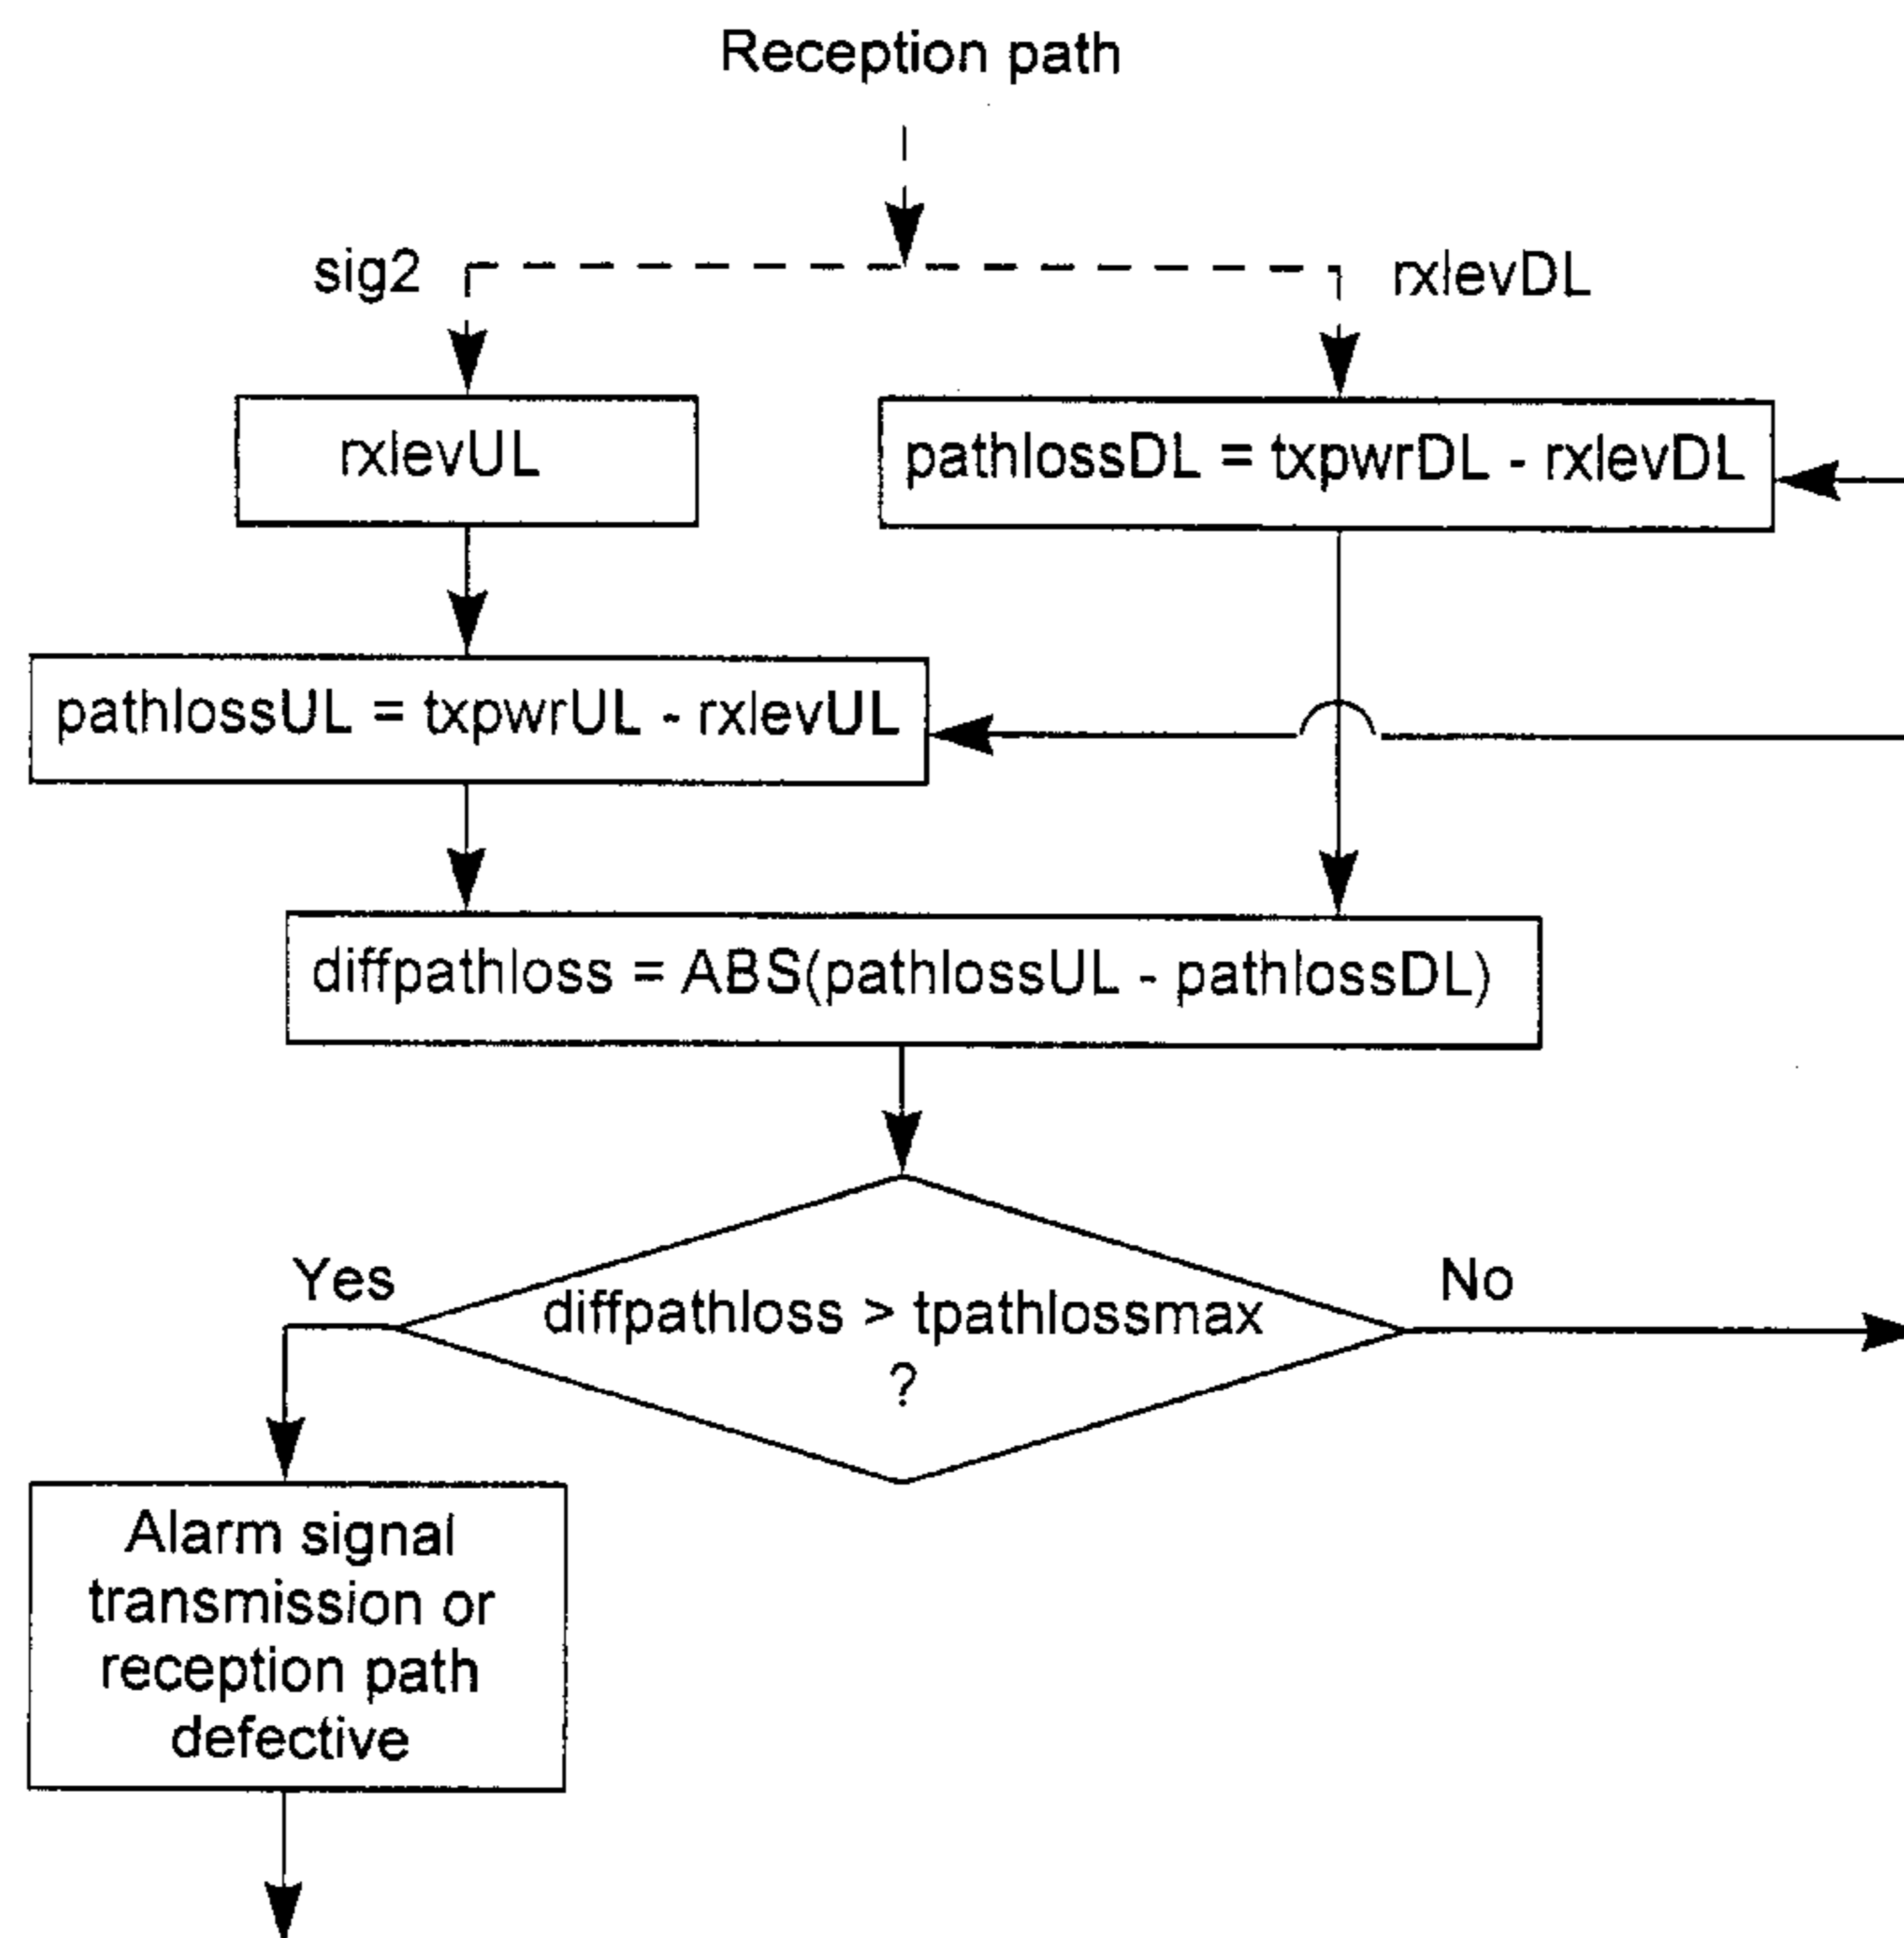 Reception path
sig2
rxlevDL
rxlevUL
pathlossDL = txpwrDL - rxlevDL
pathlossUL = txpwrUL - rxlevUL
diffpathloss = ABS(pathlossUL - pathlossDL)
Yes
No
diffpathloss > tpathlossmax
?
Alarm signal
transmission or
reception path
defective